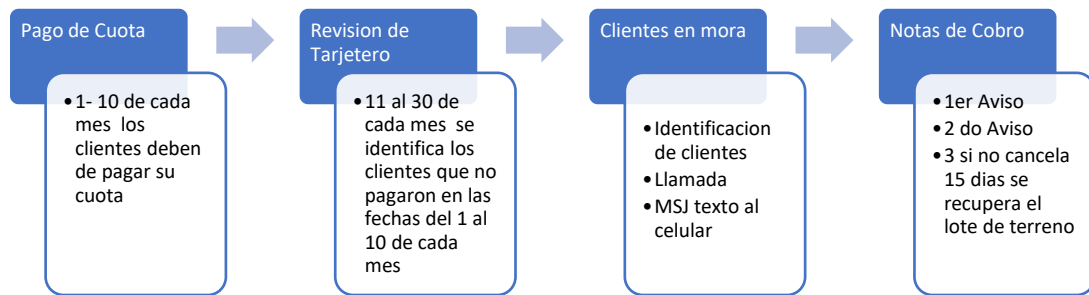 Pago de Cuota
• 1- 10 de cada
mes los
clientes deben
de pagar su
cuota
Revision de
Tarjetero
• 11 al 30 de
cada mes se
identifica los
clientes que no
pagaron en las
fechas del 1 al
10 de cada
mes
Clientes en mora
• Identificacion
de clientes
• Llamada
• MSJ texto al
celular
Notas de Cobro
• 1er Aviso
• 2 do Aviso
• 3 si no cancela
15 dias se
recupera el
lote de terreno